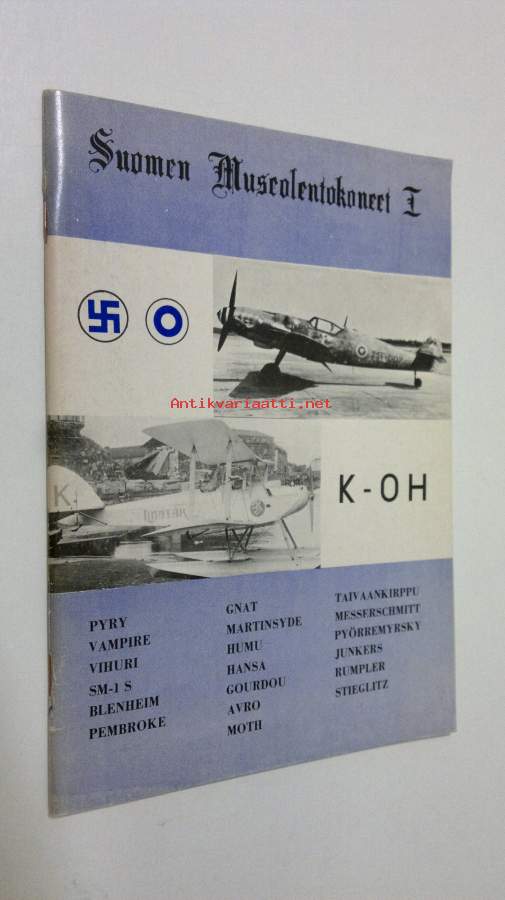 Suomen Museolentokoneet I
Antikvariaatti.net
K-OH
K
PYRY
VAMPIRE
VIHURI
SM-1 S
BLENHEIM
PEMBROKE
GNAT
MARTINSYDE
HUMU
HANSA
GOURDOU
AVRO
MOTH
TAIVAANKIRPPU
MESSERSCHMITT
PYÖRREMYRSKY
JUNKERS
RUMPLER
STIEGLITZ